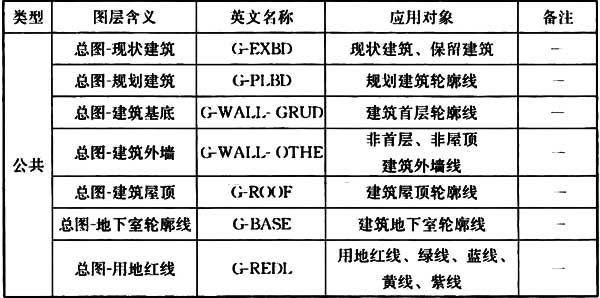 类型 图层含义 英文名称 应用对象 备注
公共
总图-现状建筑 G-EXBD 现状建筑、保留建筑 —
总图-规划建筑 G-PLBD 规划建筑轮廓线 —
总图-建筑基底 G-WALL-GRUD 建筑首层轮廓线 —
总图-建筑外墙 G-WALL-OTHE 非首层、非屋顶
建筑外墙线 —
总图-建筑屋顶 G-ROOF 建筑屋顶轮廓线 —
总图-地下室轮廓线 G-BASE 建筑地下室轮廓线 —
总图-用地红线 G-REDL 用地红线、绿线、蓝线、
黄线、紫线 —